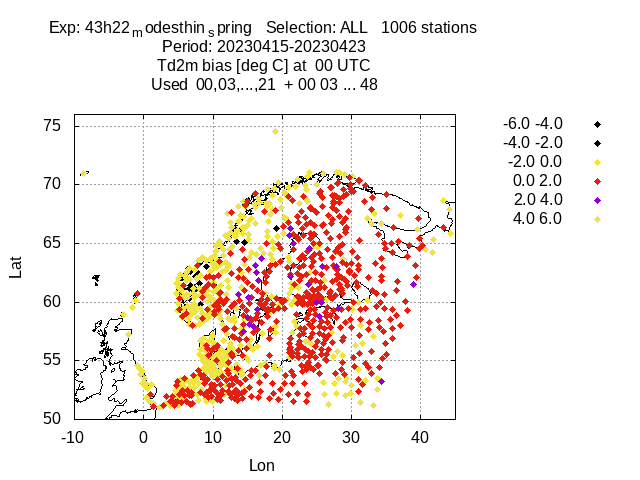 Exp: 43h22modesthinspring   Selection: ALL   1006 stations
Period: 20230415-20230423
Td2m bias [deg C] at  00 UTC
Used  00,03,...,21  + 00 03 ... 48
-6.0 -4.0
-4.0 -2.0
-2.0 0.0
0.0 2.0
2.0 4.0
4.0 6.0
75
70
65
60
55
50
Lat
-10 0 10 20 30 40
Lon